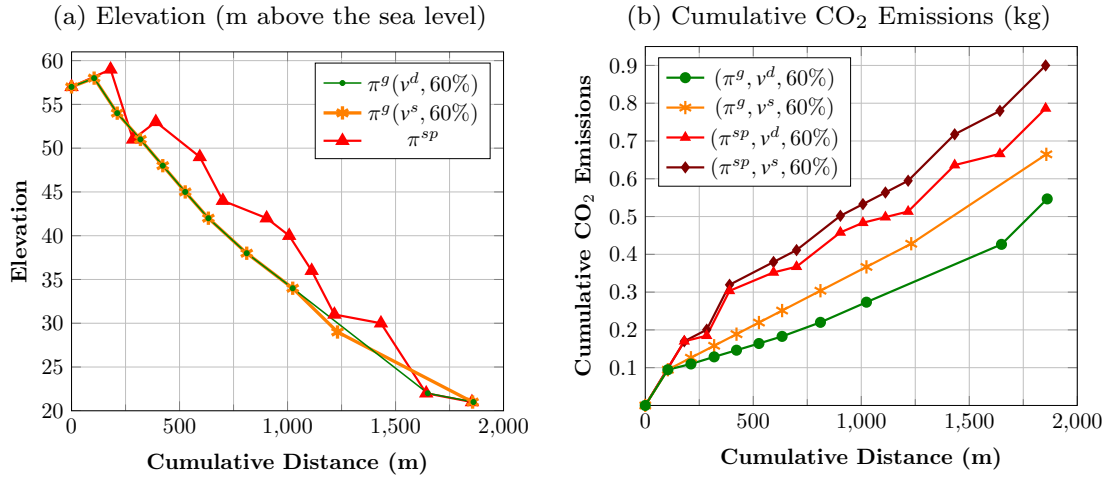 (a) Elevation (m above the sea level)
60
55
50
45
40
35
30
25
20
0
500
1,000
1,500
2,000
Elevation
Cumulative Distance (m)
π^g(v^d, 60%)
π^g(v^s, 60%)
π^{sp}
(b) Cumulative CO₂ Emissions (kg)
0.9
0.8
0.7
0.6
0.5
0.4
0.3
0.2
0.1
0
500
1,000
1,500
2,000
Cumulative CO₂ Emissions
Cumulative Distance (m)
(π^g, v^d, 60%)
(π^g, v^s, 60%)
(π^{sp}, v^d, 60%)
(π^{sp}, v^s, 60%)